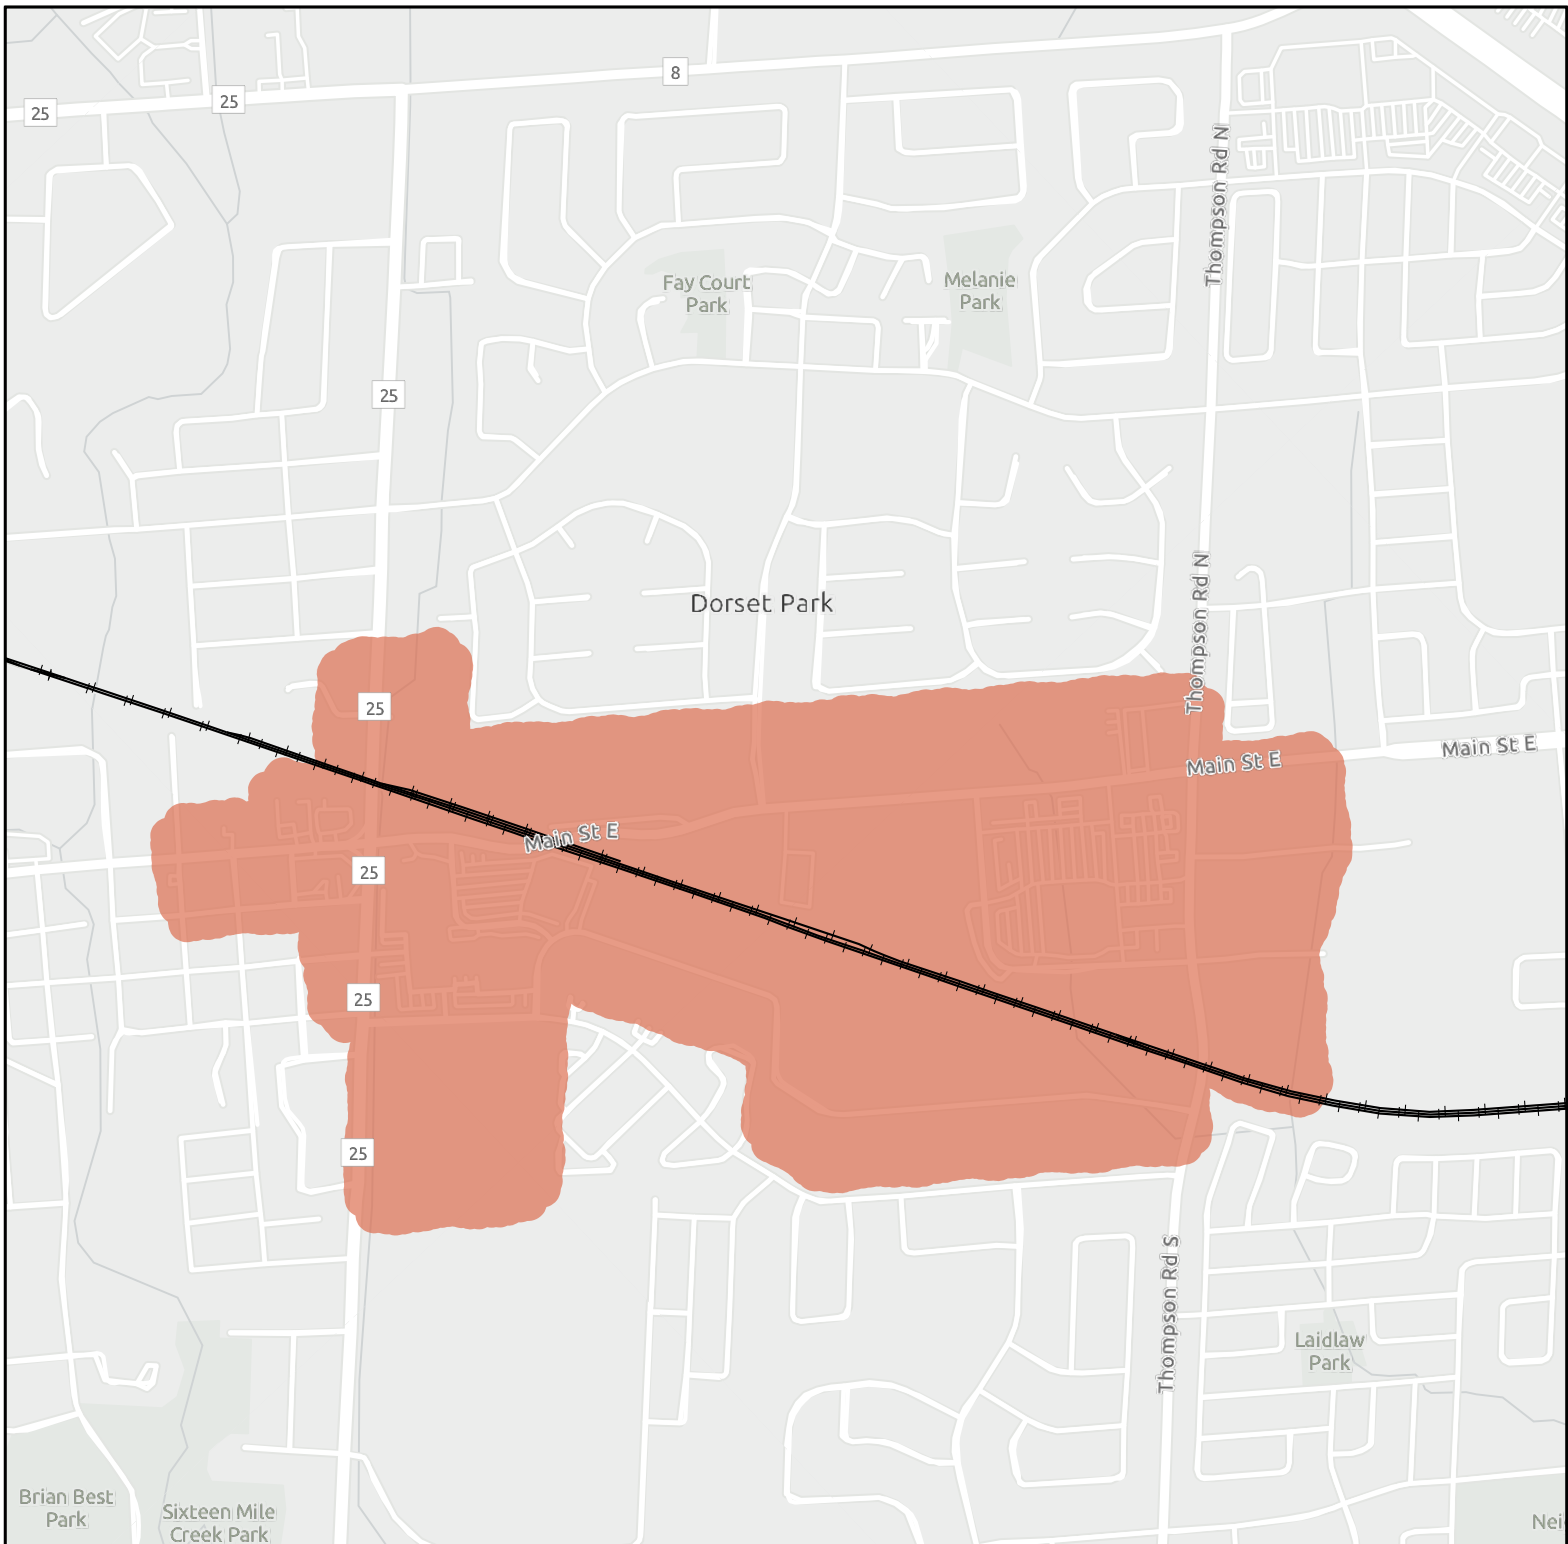 8
25
25
Thompson Rd N
Fay Court
Park
Melanie
Park
25
Dorset Park
Thompson Rd N
25
Main St E
Main St E
Main St E
25
25
25
Thompson Rd S
Laidlaw
Park
Brian Best
Park
Sixteen Mile
Creek Park
Nei